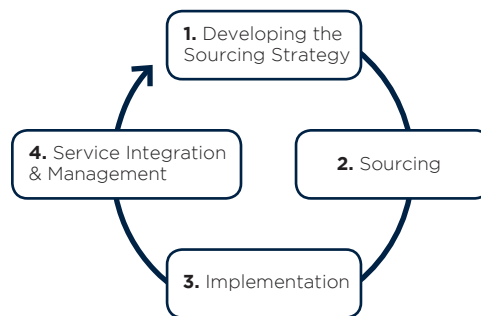 1. Developing the
Sourcing Strategy
2. Sourcing
3. Implementation
4. Service Integration
& Management